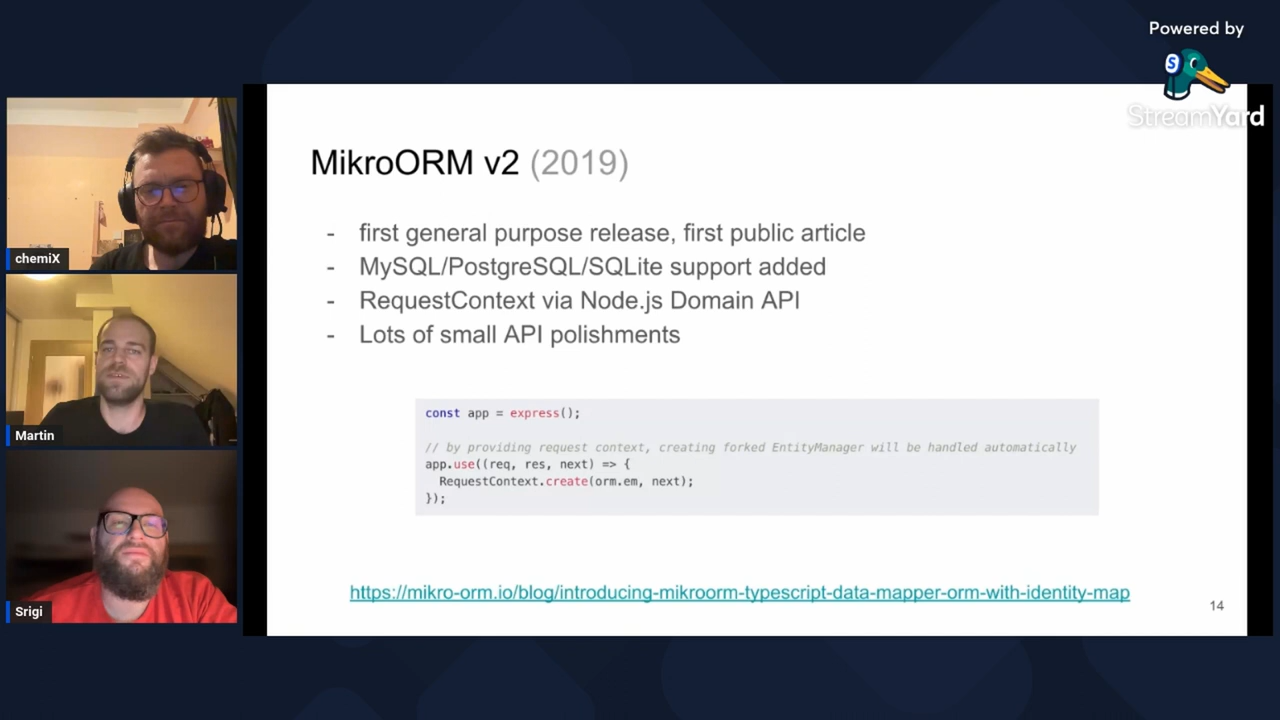 Powered by
S
StreamYard
chemiX
Martin
Srigi
MikroORM v2 (2019)
- first general purpose release, first public article
- MySQL/PostgreSQL/SQLite support added
- RequestContext via Node.js Domain API
- Lots of small API polishments
const app = express();
// by providing request context, creating forked EntityManager will be handled automatically
app.use((req, res, next) => {
  RequestContext.create(orm.em, next);
});
https://mikro-orm.io/blog/introducing-mikroorm-typescript-data-mapper-orm-with-identity-map
14